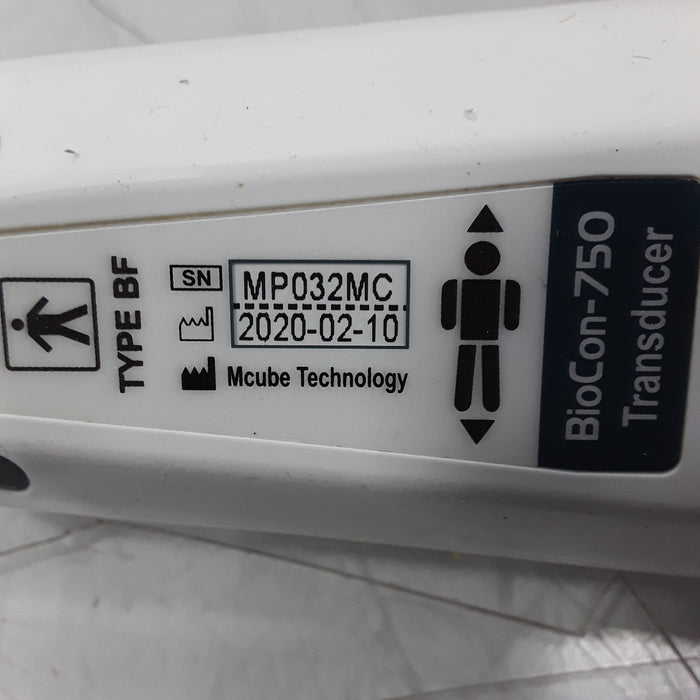 TYPE BF
SN MP032MC
2020-02-10
Mcube Technology
BioCon-750
Transducer